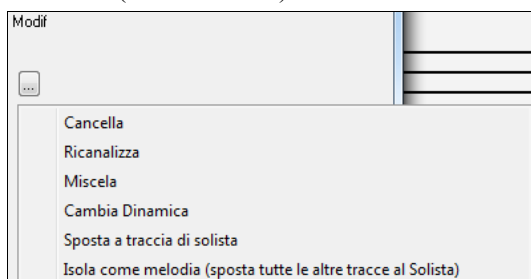 Modif
...
Cancella
Ricanalizza
Miscela
Cambia Dinamica
Sposta a traccia di solista
Isola come melodia (sposta tutte le altre tracce al Solista)